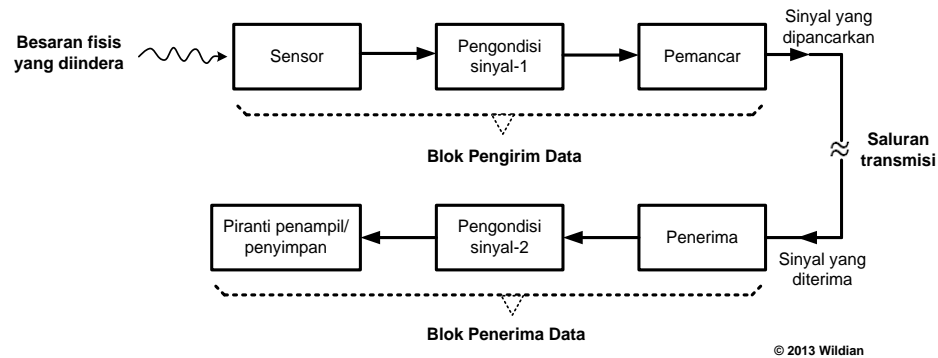 Besaran fisis
yang diindera
Sensor
Pengondisi
sinyal-1
Pemancar
Sinyal yang
dipancarkan
Blok Pengirim Data
Saluran
transmisi
Piranti penampil/
penyimpan
Pengondisi
sinyal-2
Penerima
Sinyal yang
diterima
Blok Penerima Data
© 2013 Wildian